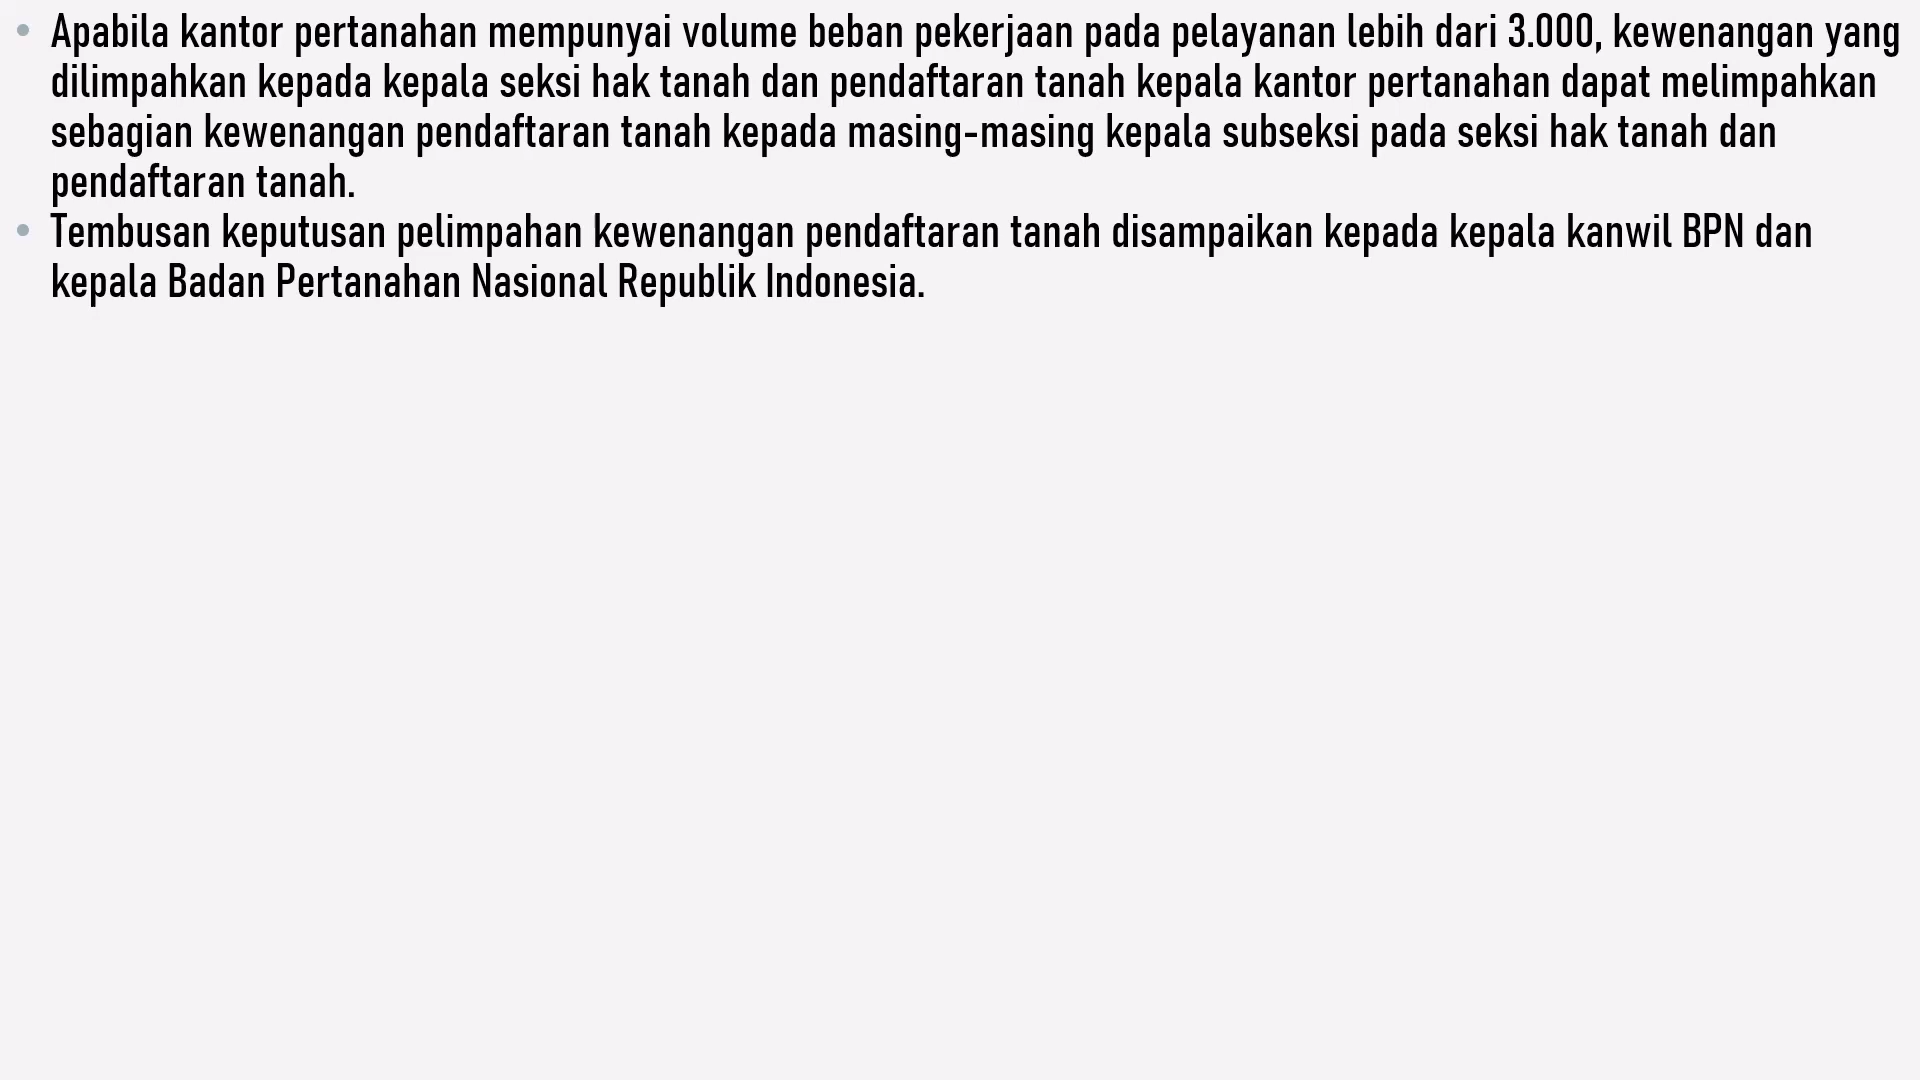 • Apabila kantor pertanahan mempunyai volume beban pekerjaan pada pelayanan lebih dari 3.000, kewenangan yang
dilimpahkan kepada kepala seksi hak tanah dan pendaftaran tanah kepala kantor pertanahan dapat melimpahkan
sebagian kewenangan pendaftaran tanah kepada masing-masing kepala subseksi pada seksi hak tanah dan
pendaftaran tanah.
• Tembusan keputusan pelimpahan kewenangan pendaftaran tanah disampaikan kepada kepala kanwil BPN dan
kepala Badan Pertanahan Nasional Republik Indonesia.